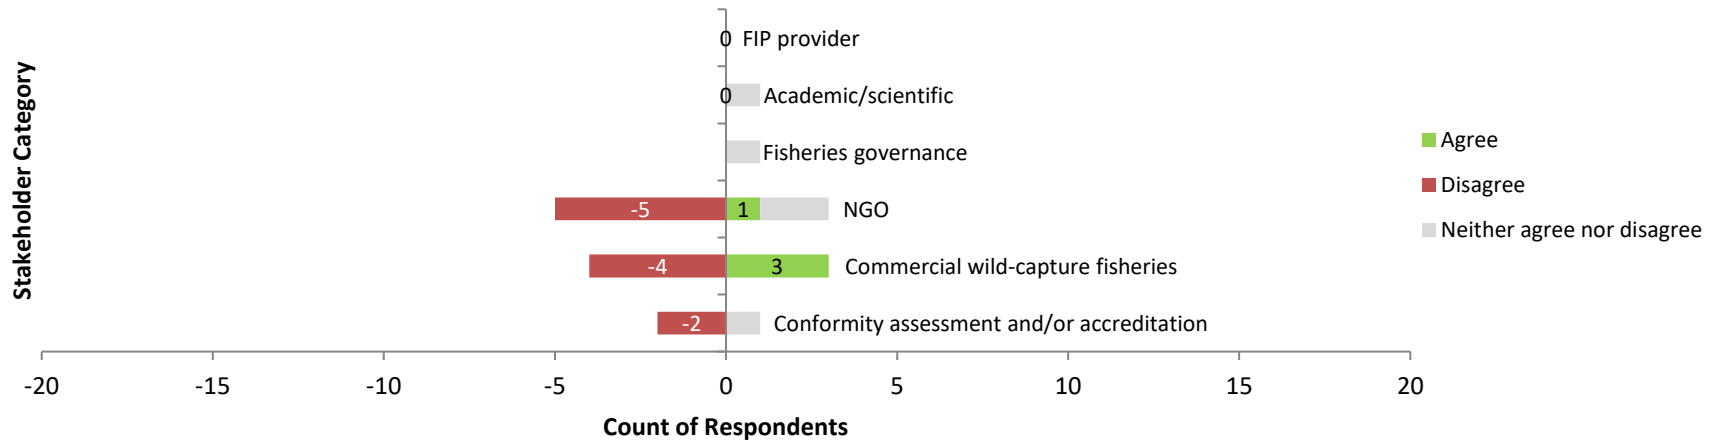 Stakeholder Category
0 FIP provider
0 Academic/scientific
Fisheries governance
-5 1 NGO
-4 3 Commercial wild-capture fisheries
-2 Conformity assessment and/or accreditation
-20 -15 -10 -5 0 5 10 15 20
Count of Respondents
Agree
Disagree
Neither agree nor disagree